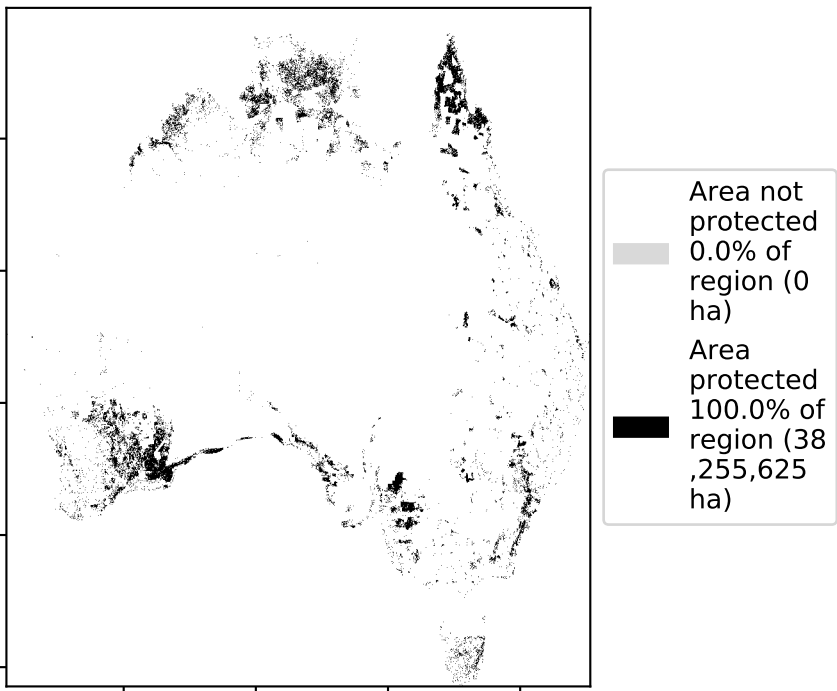 Area not
protected
0.0% of
region (0
ha)
Area
protected
100.0% of
region (38
,255,625
ha)